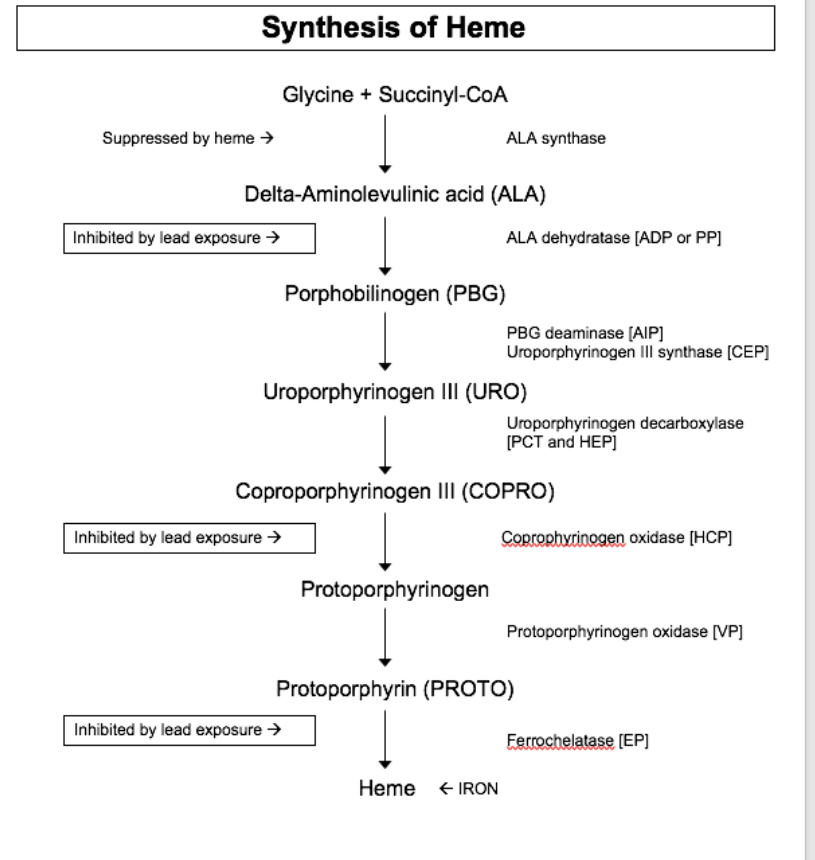 Synthesis of Heme
Glycine + Succinyl-CoA
Suppressed by heme → ALA synthase
Delta-Aminolevulinic acid (ALA)
Inhibited by lead exposure → ALA dehydratase [ADP or PP]
Porphobilinogen (PBG)
PBG deaminase [AIP]
Uroporphyrinogen III synthase [CEP]
Uroporphyrinogen III (URO)
Uroporphyrinogen decarboxylase
[PCT and HEP]
Coproporphyrinogen III (COPRO)
Inhibited by lead exposure → Coprophyrinogen oxidase [HCP]
Protoporphyrinogen
Protoporphyrinogen oxidase [VP]
Protoporphyrin (PROTO)
Inhibited by lead exposure →
Ferrochelatase [EP]
Heme ← IRON